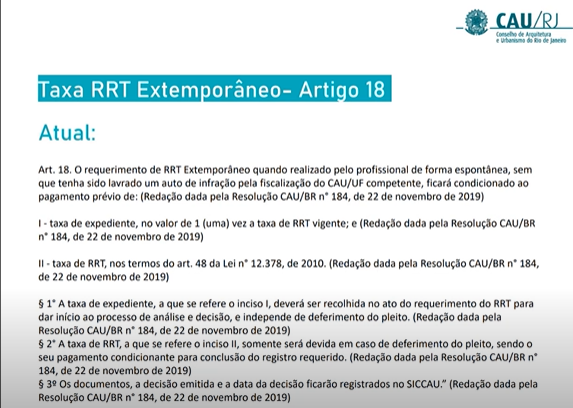 CAU/RJ
Conselho de Arquitetura
e Urbanismo do Rio de Janeiro
Taxa RRT Extemporâneo- Artigo 18
Atual:
Art. 18. O requerimento de RRT Extemporâneo quando realizado pelo profissional de forma espontânea, sem
que tenha sido lavrado um auto de infração pela fiscalização do CAU/UF competente, ficará condicionado ao
pagamento prévio de: (Redação dada pela Resolução CAU/BR n° 184, de 22 de novembro de 2019)
I - taxa de expediente, no valor de 1 (uma) vez a taxa de RRT vigente; e (Redação dada pela Resolução CAU/BR
n° 184, de 22 de novembro de 2019)
II - taxa de RRT, nos termos do art. 48 da Lei n° 12.378, de 2010. (Redação dada pela Resolução CAU/BR n° 184,
de 22 de novembro de 2019)
§ 1° A taxa de expediente, a que se refere o inciso I, deverá ser recolhida no ato do requerimento do RRT para
dar início ao processo de análise e decisão, e independe de deferimento do pleito. (Redação dada pela
Resolução CAU/BR n° 184, de 22 de novembro de 2019)
§ 2° A taxa de RRT, a que se refere o inciso II, somente será devida em caso de deferimento do pleito, sendo o
seu pagamento condicionante para conclusão do registro requerido. (Redação dada pela Resolução CAU/BR n°
184, de 22 de novembro de 2019)
§ 3º Os documentos, a decisão emitida e a data da decisão ficarão registrados no SICCAU.” (Redação dada pela
Resolução CAU/BR n° 184, de 22 de novembro de 2019)